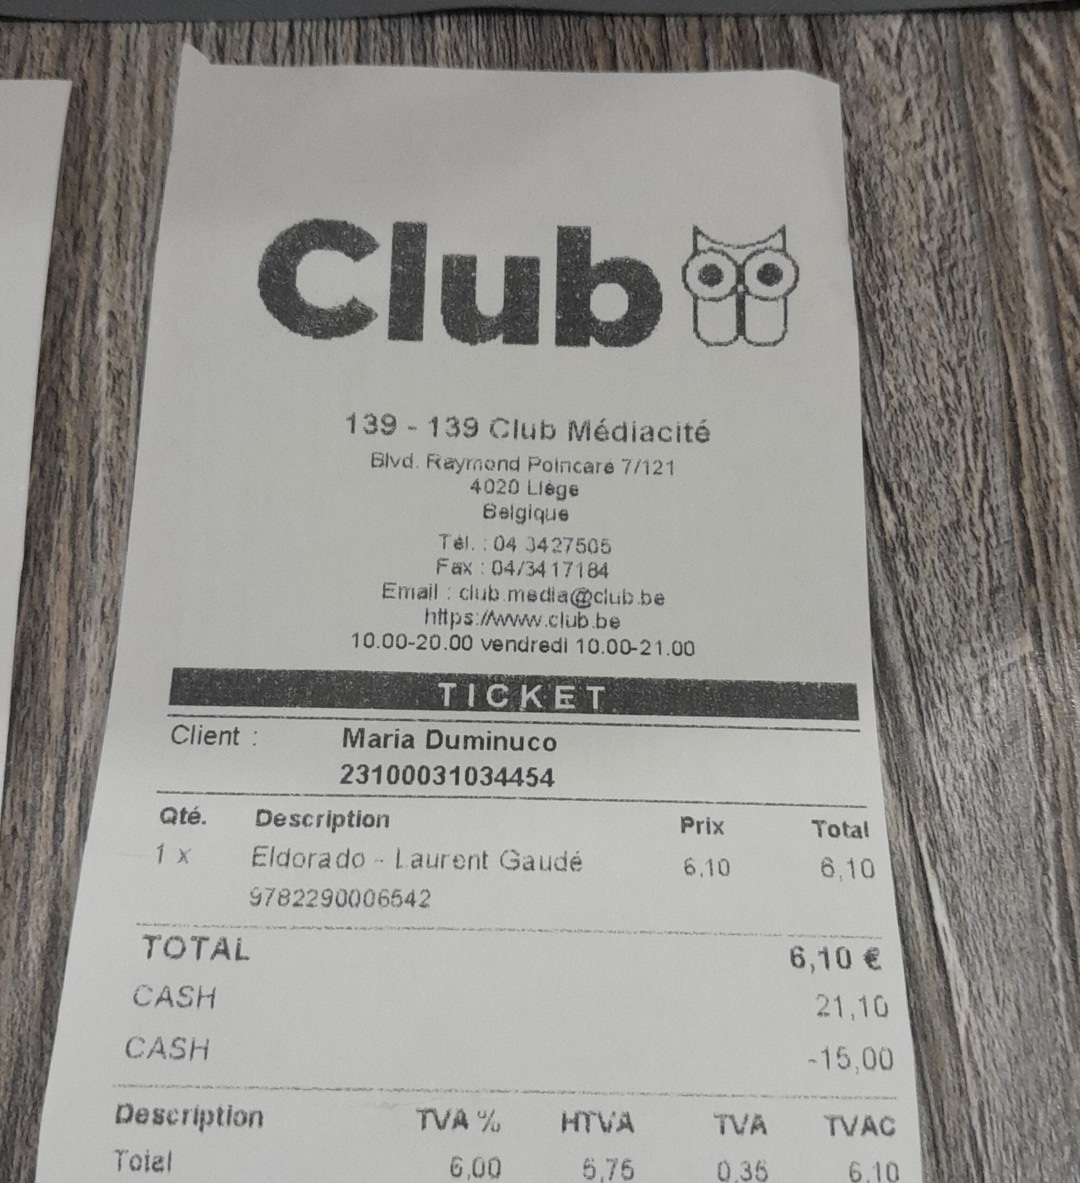 Club
139 - 139 Club Médiacité
Blvd. Raymond Poincaré 7/121
4020 Liège
Belgique
Tél. : 04 3427505
Fax : 04/3417184
Email : club.media@club.be
https://www.club.be
10.00-20.00 vendredi 10.00-21.00
TICKET
Client : Maria Duminuco
23100031034454
Qté. Description Prix Total
1 x Eldorado - Laurent Gaudé 6,10 6,10
9782290006542
TOTAL 6,10 €
CASH 21,10
CASH -15,00
Description TVA % HTVA TVA TVAC
Total 6,00 5,75 0,35 6,10